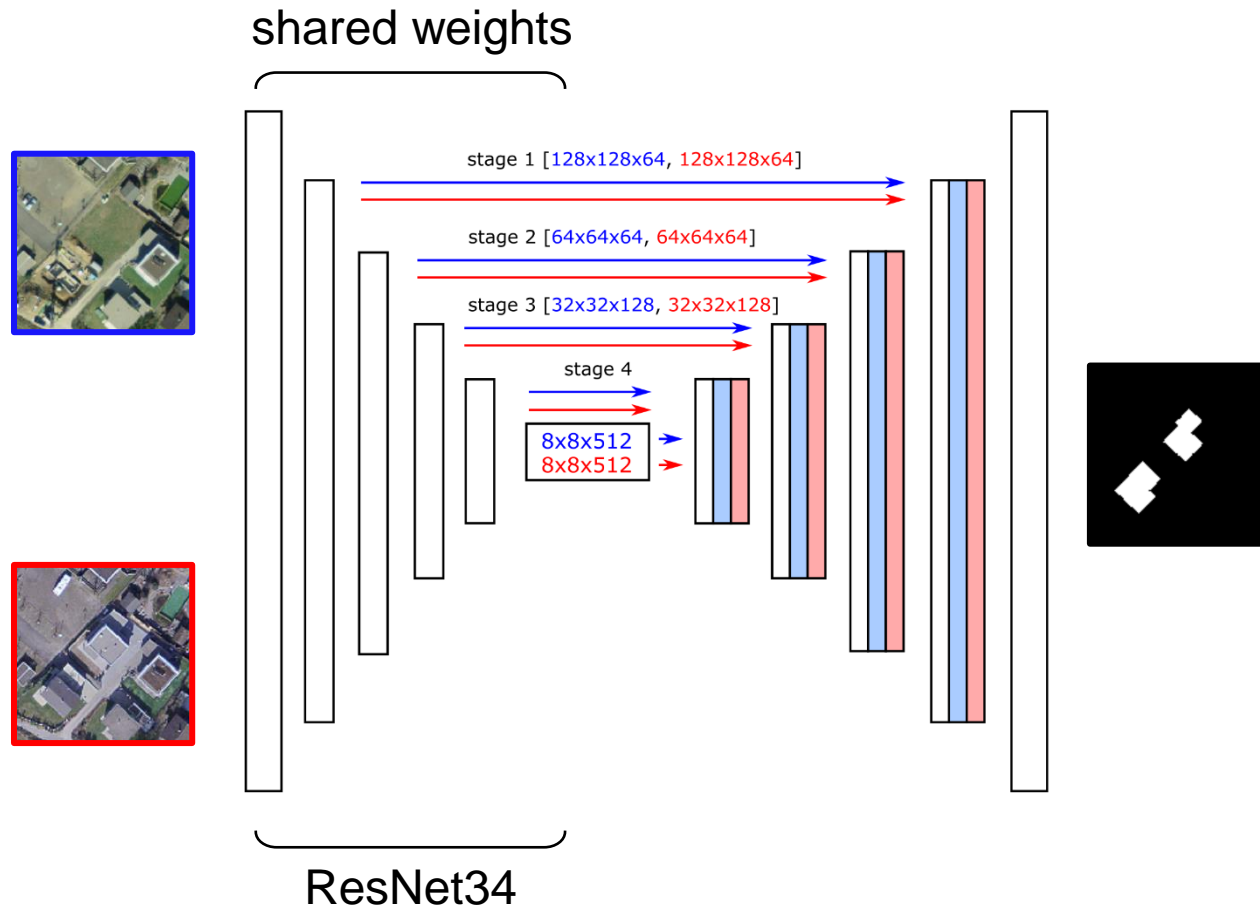 shared weights
stage 1 [128x128x64, 128x128x64]
stage 2 [64x64x64, 64x64x64]
stage 3 [32x32x128, 32x32x128]
stage 4
8x8x512
8x8x512
ResNet34